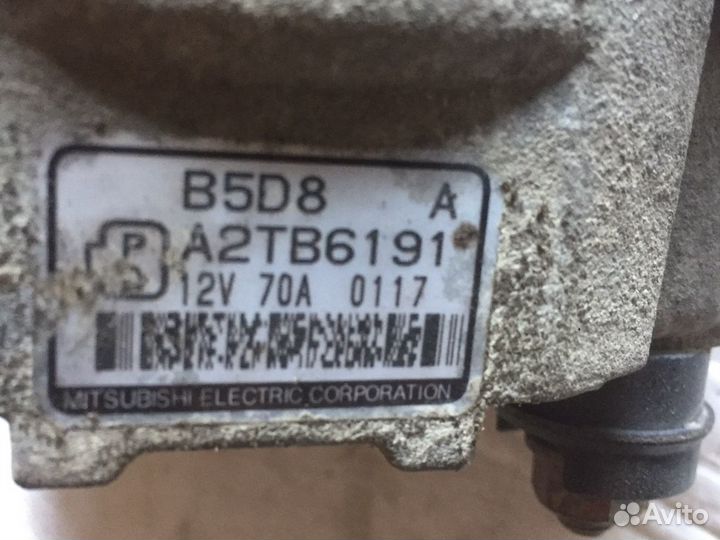 B5D8 A
P A2TB6191
12V 70A 0117
MITSUBISHI ELECTRIC CORPORATION
Avito